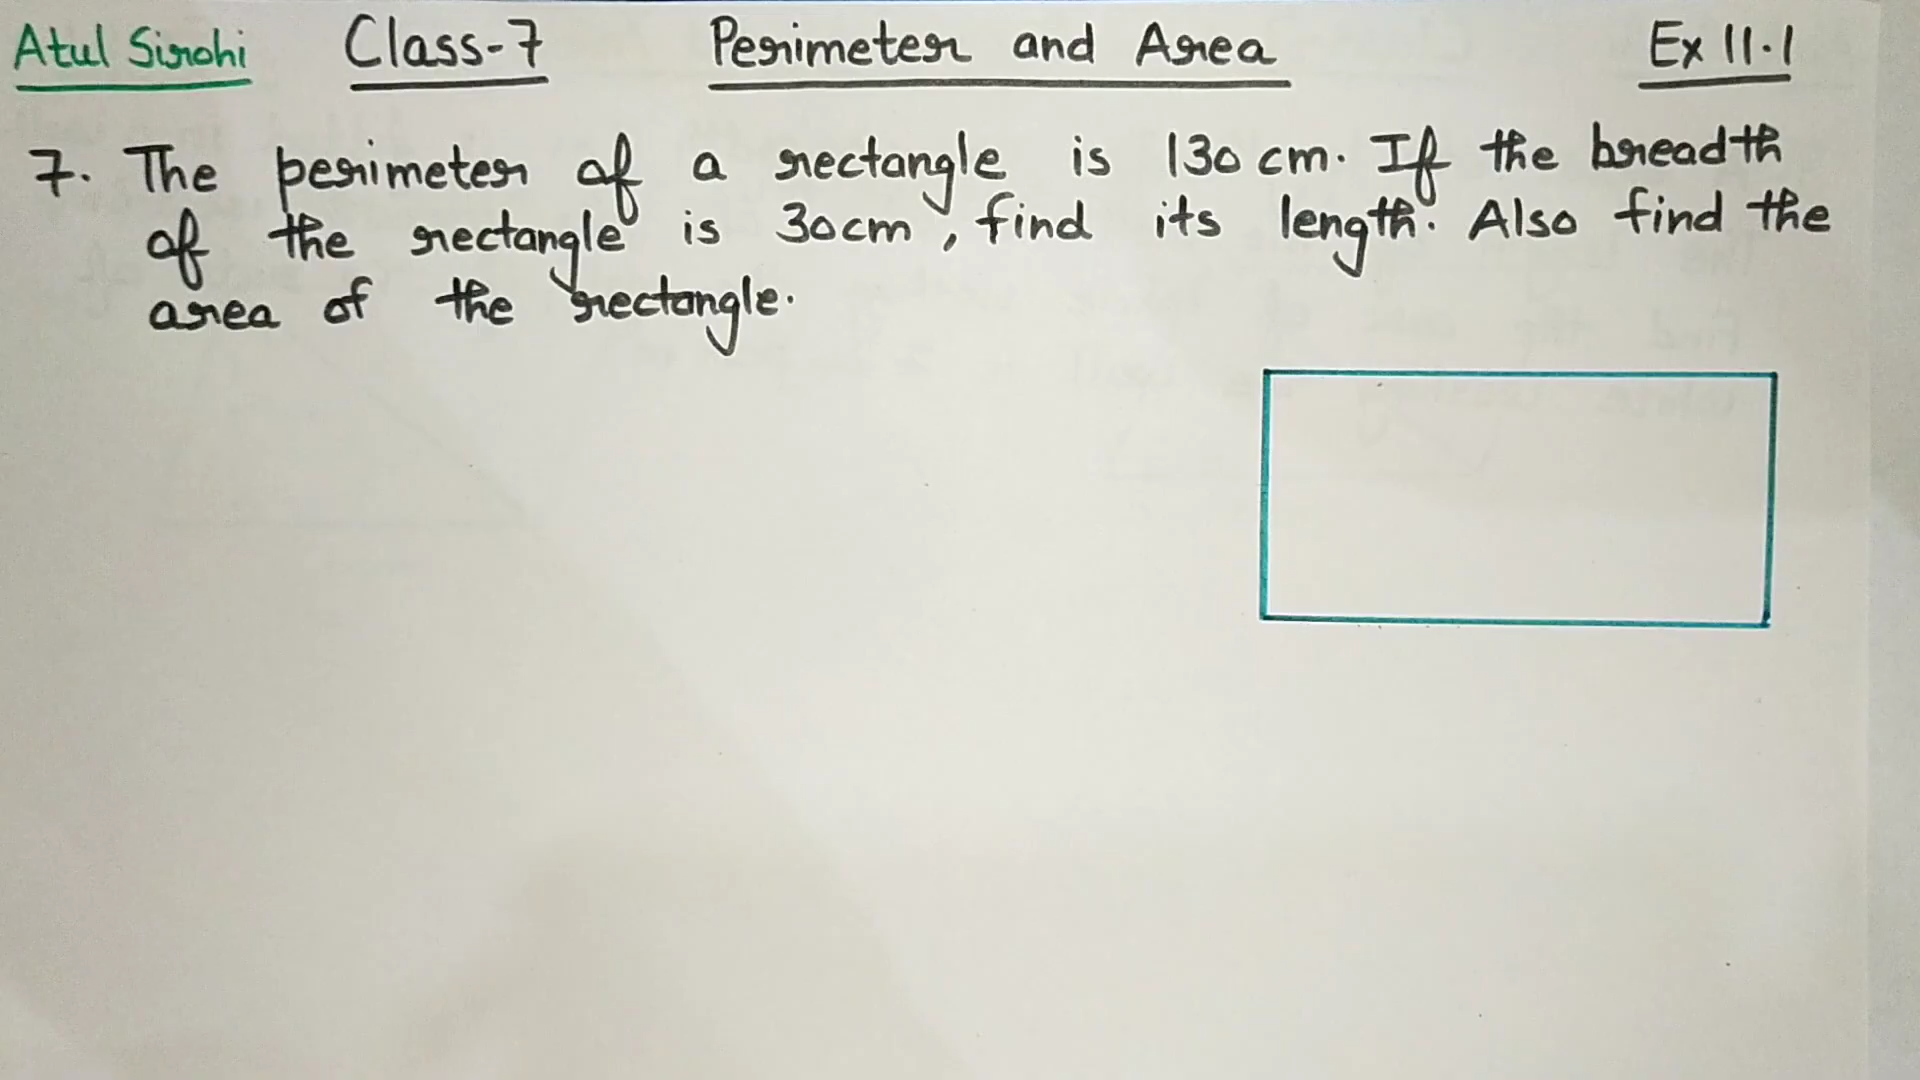 Atul Sirohi Class-7 Perimeter and Area Ex 11.1
7. The perimeter of a rectangle is 130 cm. If the breadth
of the rectangle is 30cm, find its length. Also find the
area of the rectangle.